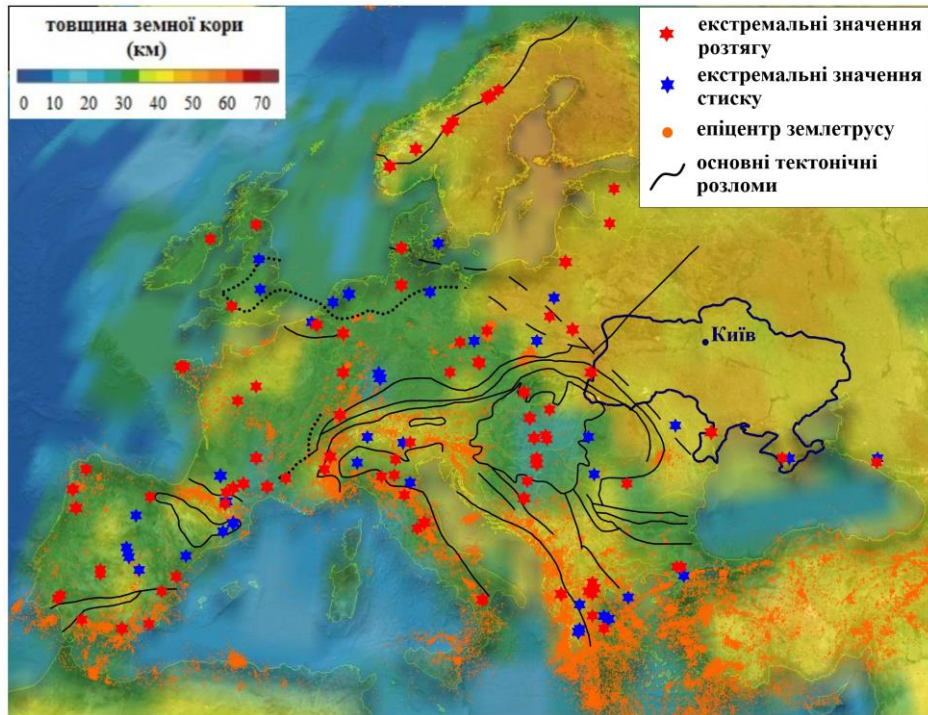 товщина земної кори
(км)
0 10 20 30 40 50 60 70
екстремальні значення
розтягу
екстремальні значення
стиску
епіцентр землетрусу
основні тектонічні
розломи
Київ